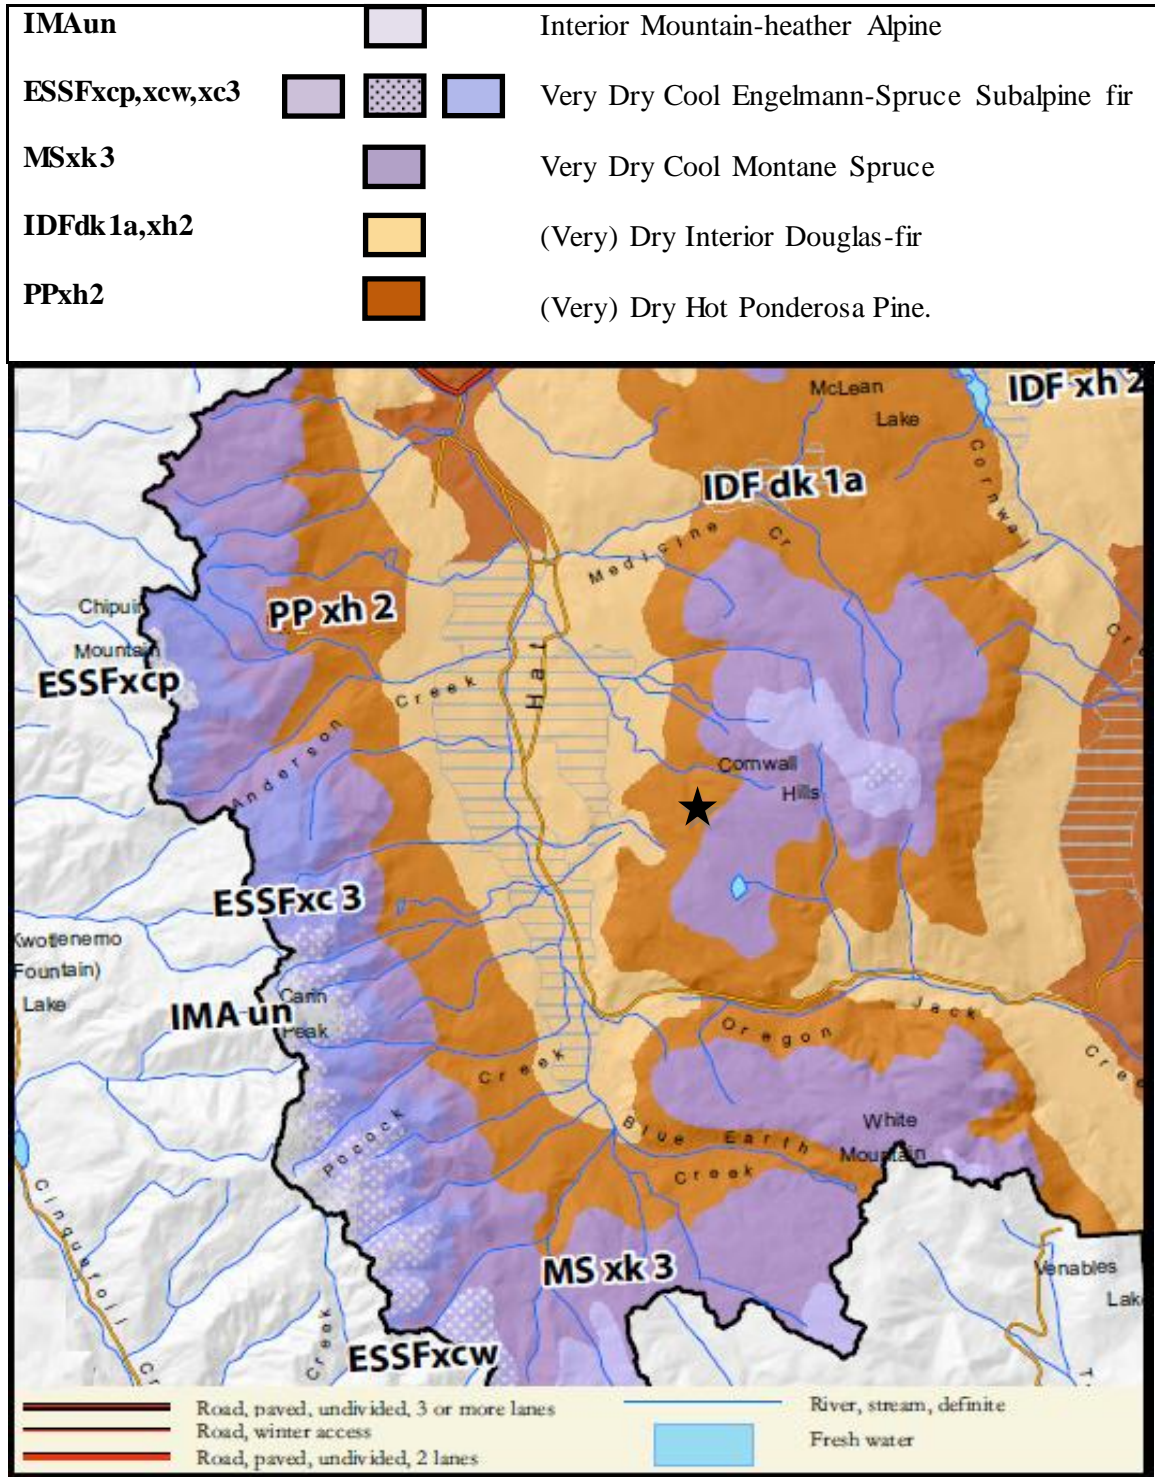 IMAun Interior Mountain-heather Alpine
ESSFxcp,xcw,xc3 Very Dry Cool Engelmann-Spruce Subalpine fir
MSxk3 Very Dry Cool Montane Spruce
IDFdk1a,xh2 (Very) Dry Interior Douglas-fir
PPxh2 (Very) Dry Hot Ponderosa Pine.
McLean
Lake
IDF xh 2
Cornwall
IDF dk 1a
Medicine Cr
Chipuin
Mountain
PP xh 2
ESSFxcp
Hat
Creek
Anderson
Cornwall
Hills
ESSFxc 3
Kwotlenemo
(Fountain)
Lake
Carin
Peak
IMA un
Oregon Jack
Creek
Cree
Pocock
Blue Earth
Creek
White
Mountain
Cinquefoil
Creek
MS xk 3
Venables
Lak
ESSFxcw
Road, paved, undivided, 3 or more lanes
Road, winter access
Road, paved, undivided, 2 lanes
River, stream, definite
Fresh water